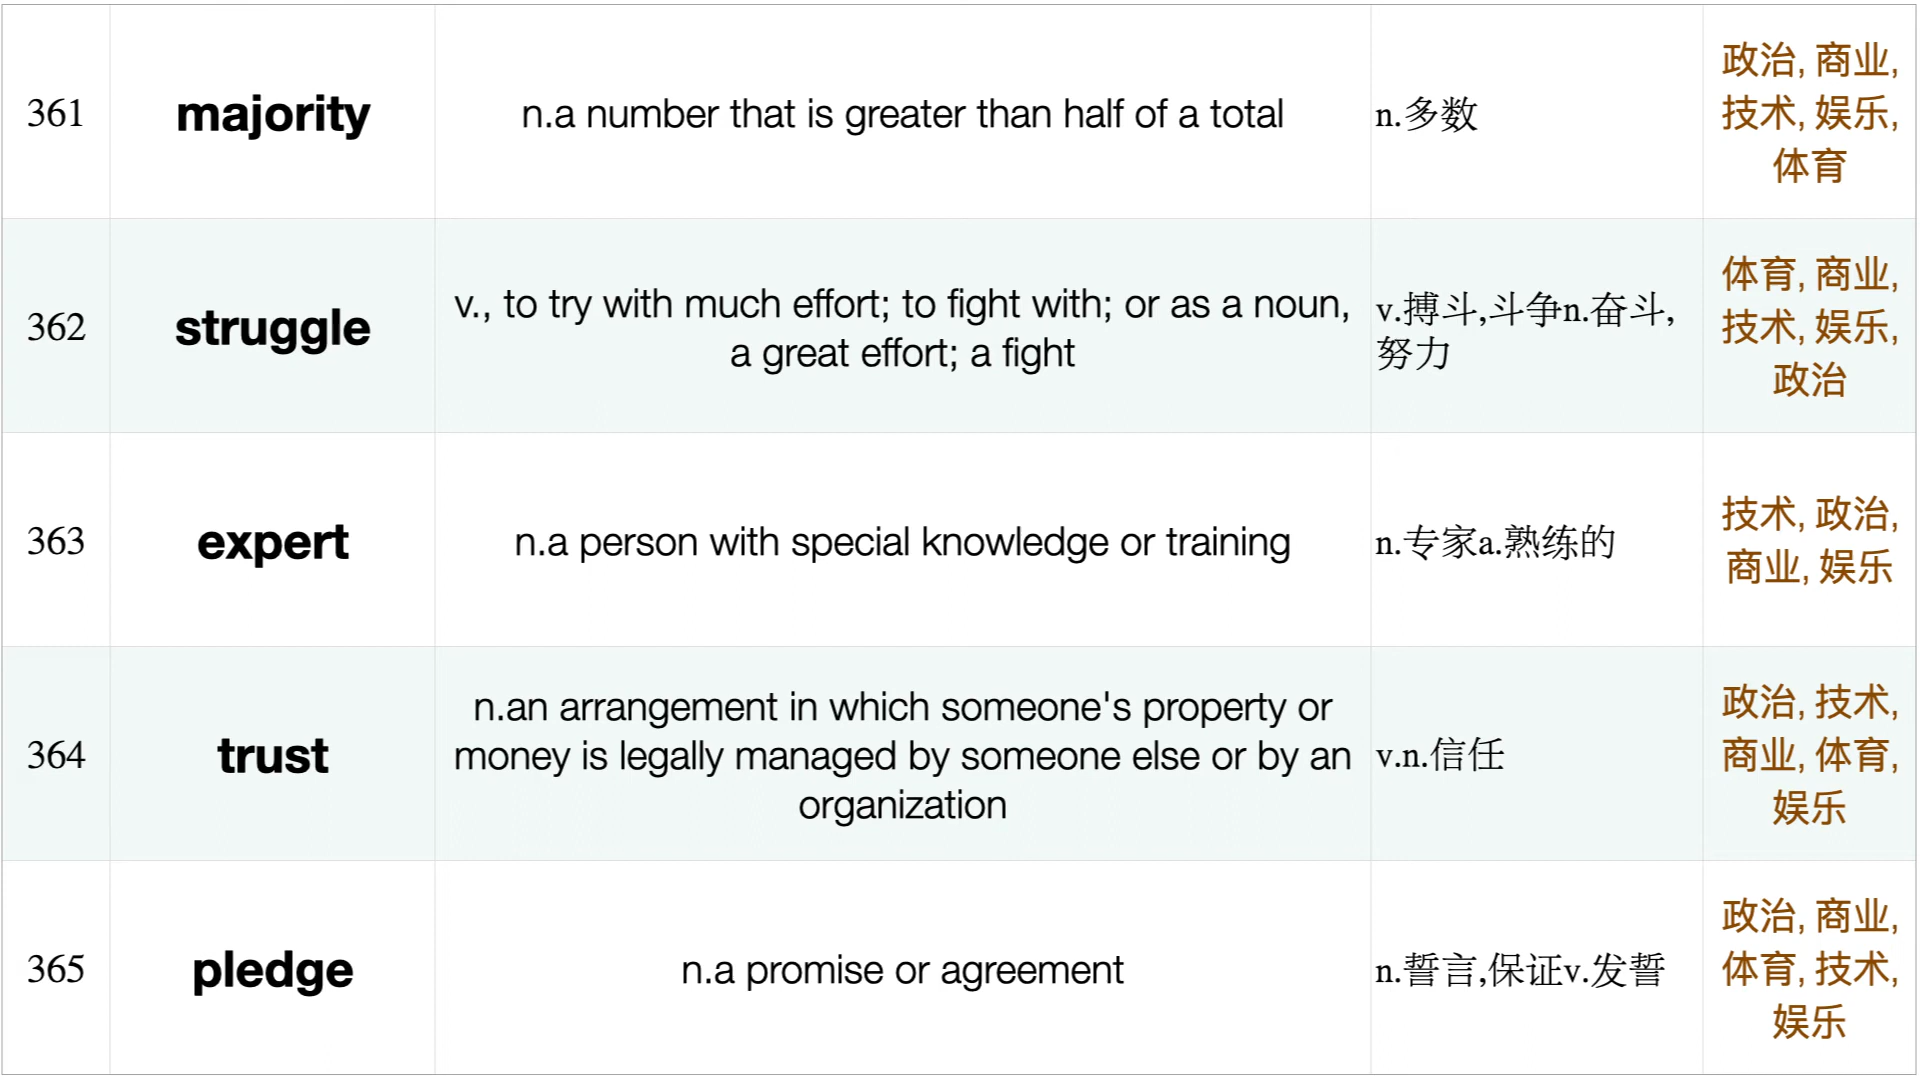 361
majority
n.a number that is greater than half of a total
n.多数
政治, 商业,
技术, 娱乐,
体育
362
struggle
v., to try with much effort; to fight with; or as a noun,
a great effort; a fight
v.搏斗,斗争n.奋斗,
努力
体育, 商业,
技术, 娱乐,
政治
363
expert
n.a person with special knowledge or training
n.专家a.熟练的
技术, 政治,
商业, 娱乐
364
trust
n.an arrangement in which someone's property or
money is legally managed by someone else or by an
organization
v.n.信任
政治, 技术,
商业, 体育,
娱乐
365
pledge
n.a promise or agreement
n.誓言,保证v.发誓
政治, 商业,
体育, 技术,
娱乐